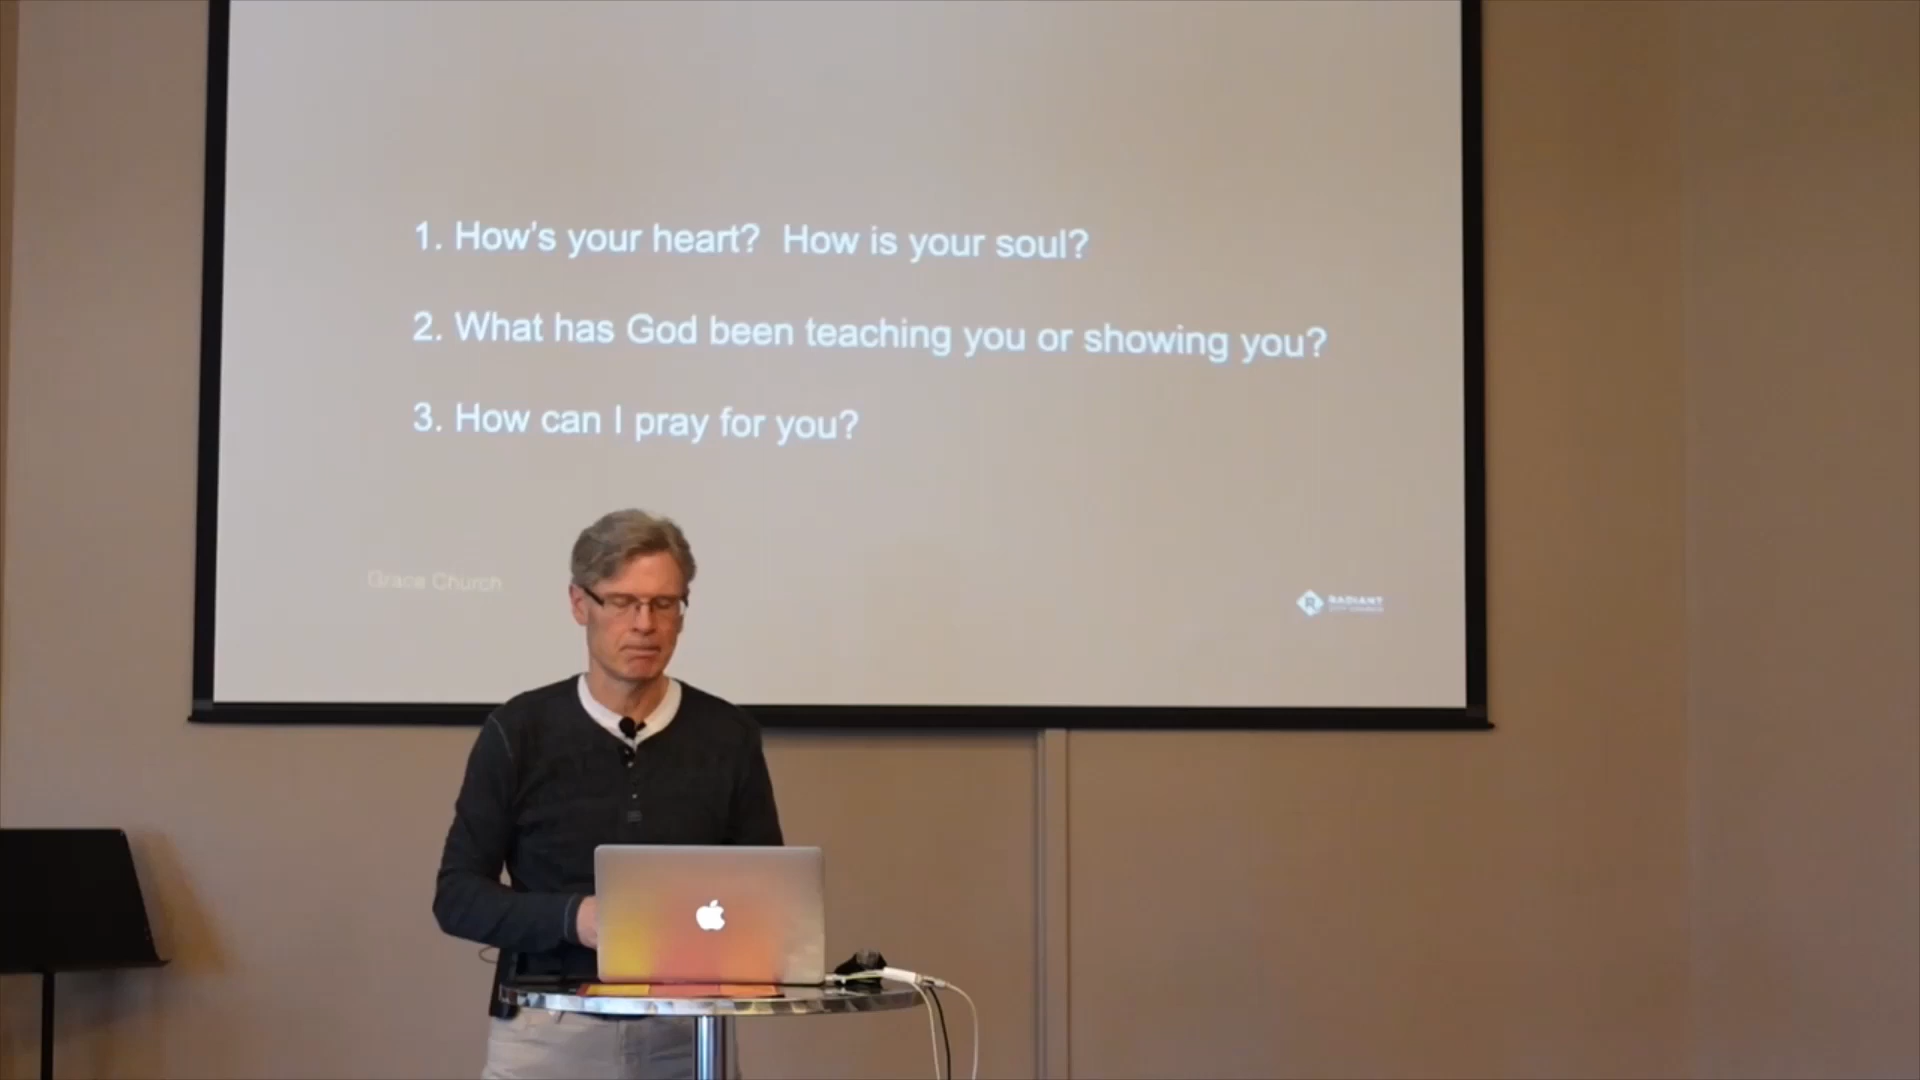 1. How's your heart?  How is your soul?
2. What has God been teaching you or showing you?
3. How can I pray for you?
Grace Church
RADIANT